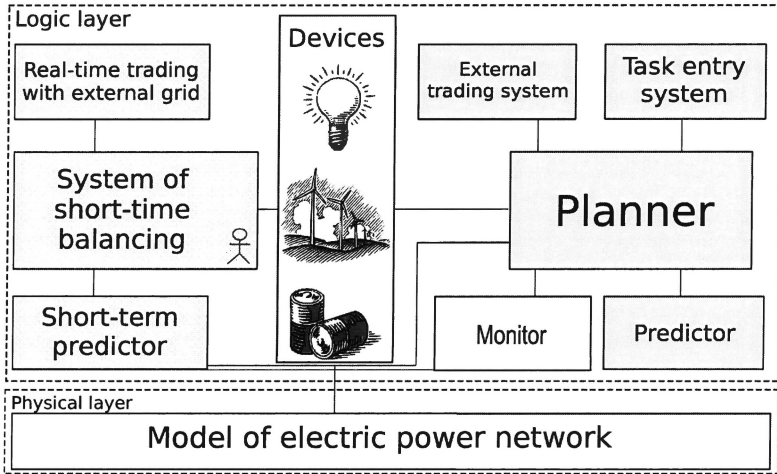 Logic layer
Real-time trading
with external grid
Devices
External
trading system
Task entry
system
System of
short-time
balancing
Planner
Short-term
predictor
Monitor
Predictor
Physical layer
Model of electric power network